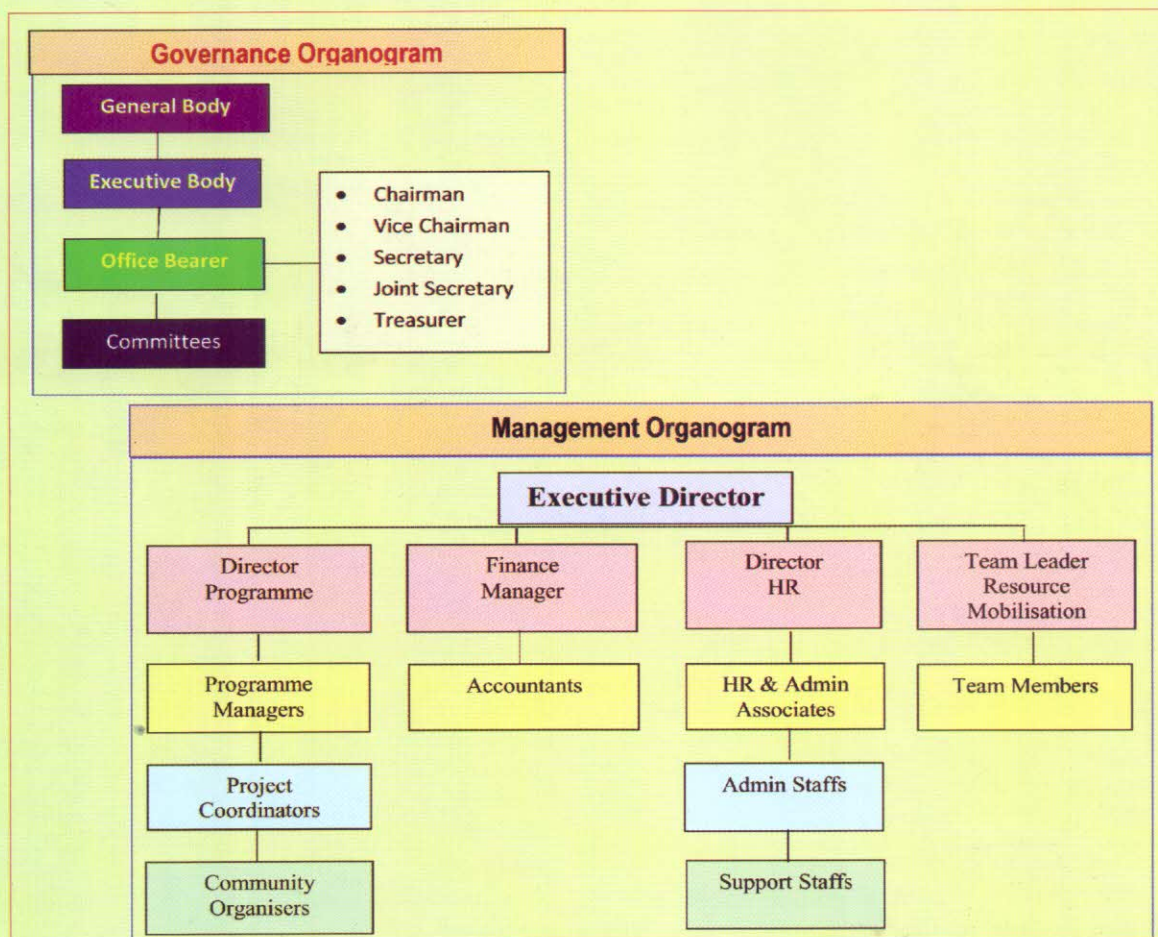 Governance Organogram
General Body
Executive Body
Office Bearer
Committees
• Chairman
• Vice Chairman
• Secretary
• Joint Secretary
• Treasurer
Management Organogram
Executive Director
Director
Programme
Programme
Managers
Project
Coordinators
Community
Organisers
Finance
Manager
Accountants
Director
HR
HR & Admin
Associates
Admin Staffs
Support Staffs
Team Leader
Resource
Mobilisation
Team Members